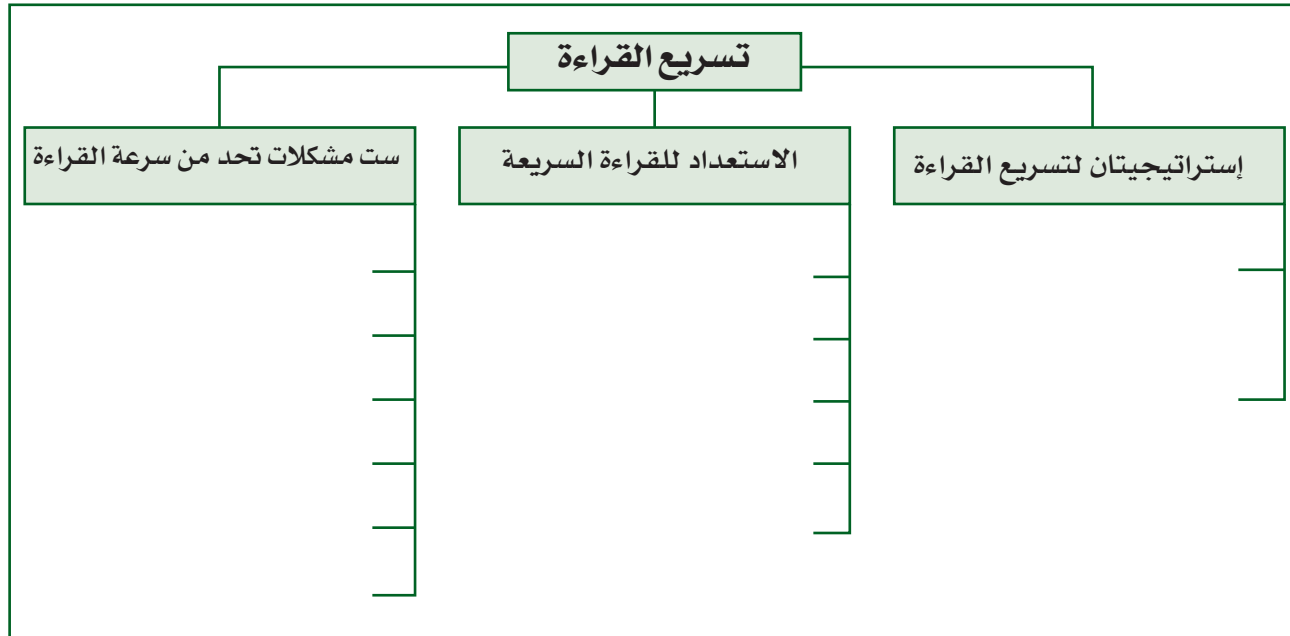 تسريع القراءة
إستراتيجيتان لتسريع القراءة
الاستعداد للقراءة السريعة
ست مشكلات تحد من سرعة القراءة